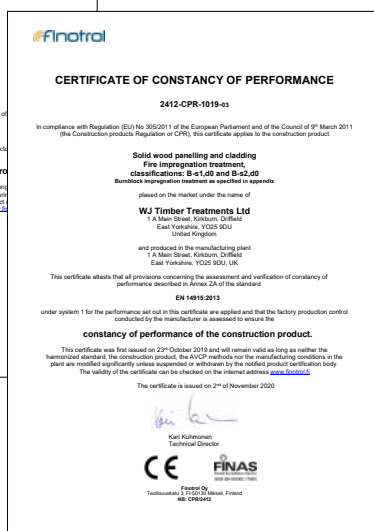 Finotrol
CERTIFICATE OF CONSTANCY OF PERFORMANCE
2412-CPR-1019-03
In compliance with Regulation (EU) No 305/2011 of the European Parliament and of the Council of 9th March 2011
(the Construction products Regulation or CPR), this certificate applies to the construction product
Solid wood panelling and cladding
Fire impregnation treatment,
classifications: B-s1,d0 and B-s2,d0
Burnblock impregnation treatment as specified in appendix
plased on the market under the name of
WJ Timber Treatments Ltd
1 A Main Street, Kirkburn, Driffield
East Yorkshire, YO25 9DU
United Kingdom
and produced in the manufacturing plant
1 A Main Street, Kirkburn, Driffield
East Yorkshire, YO25 9DU, UK
This certificate attests that all provisions concerning the assessment and verification of constancy of
performance described in Annex ZA of the standard
EN 14915:2013
under system 1 for the performance set out in this certificate are applied and that the factory production control
conducted by the manufacturer is assessed to ensure the
constancy of performance of the construction product.
This certificate was first issued on 23rd October 2019 and will remain valid as long as neither the
harmonized standard, the construction product, the AVCP methods nor the manufacturing conditions in the
plant are modified significantly unless suspended or withdrawn by the notified product certification body.
The validity of the certificate can be checked on the internet address www.finotrol.fi
The certificate is issued on 2nd of November 2020
Kari Kuhmonen
Technical Director
CE
FINAS
Finotrol Oy
Teollisuuskatu 3, FI-50130 Mikkeli, Finland
NB: CPR/2412